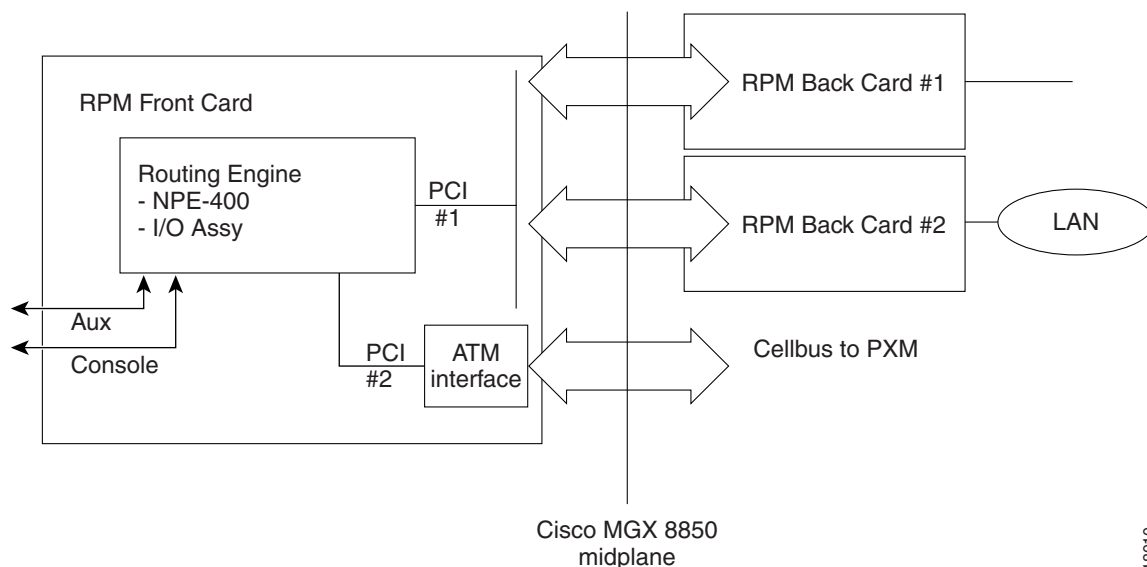 RPM Front Card
Routing Engine
- NPE-400
- I/O Assy
PCI
#1
Aux
Console
PCI
#2
ATM
interface
RPM Back Card #1
RPM Back Card #2
LAN
Cellbus to PXM
Cisco MGX 8850
midplane